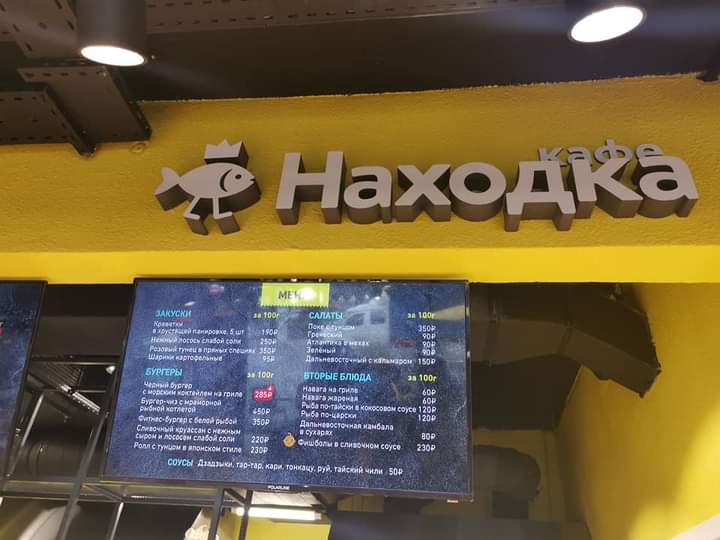 кафе
Находка
МЕНЮ
ЗАКУСКИ за 100г
Креветки
в хрустящей панировке, 5 шт 190₽
Нежный лосось слабой соли 250₽
Розовый тунец в пряных специях 350₽
Шарики картофельные 95₽
БУРГЕРЫ за 100г
Черный бургер
с морским коктейлем на гриле 285₽
Бургер-чиз с мраморной
рыбной котлетой 450₽
Фитнес-бургер с белой рыбой 350₽
Сливочный круассан с нежным
сыром и лососем слабой соли 220₽
Ролл с тунцом в японском стиле 230₽
САЛАТЫ за 100г
Поке с тунцом 350₽
Греческий 90₽
Атлантика в мехах 90₽
Зелёный 90₽
Дальневосточный с кальмаром 150₽
ВТОРЫЕ БЛЮДА за 100г
Навага на гриле 60₽
Навага жареная 60₽
Рыба по-тайски в кокосовом соусе 120₽
Рыба по-царски 120₽
Дальневосточная камбала
в сухарях 80₽
Фишболы в сливочном соусе 230₽
СОУСЫ Дзадзыки, тар-тар, кари, тонкацу, руй, тайский чили 50₽
POLARLINE